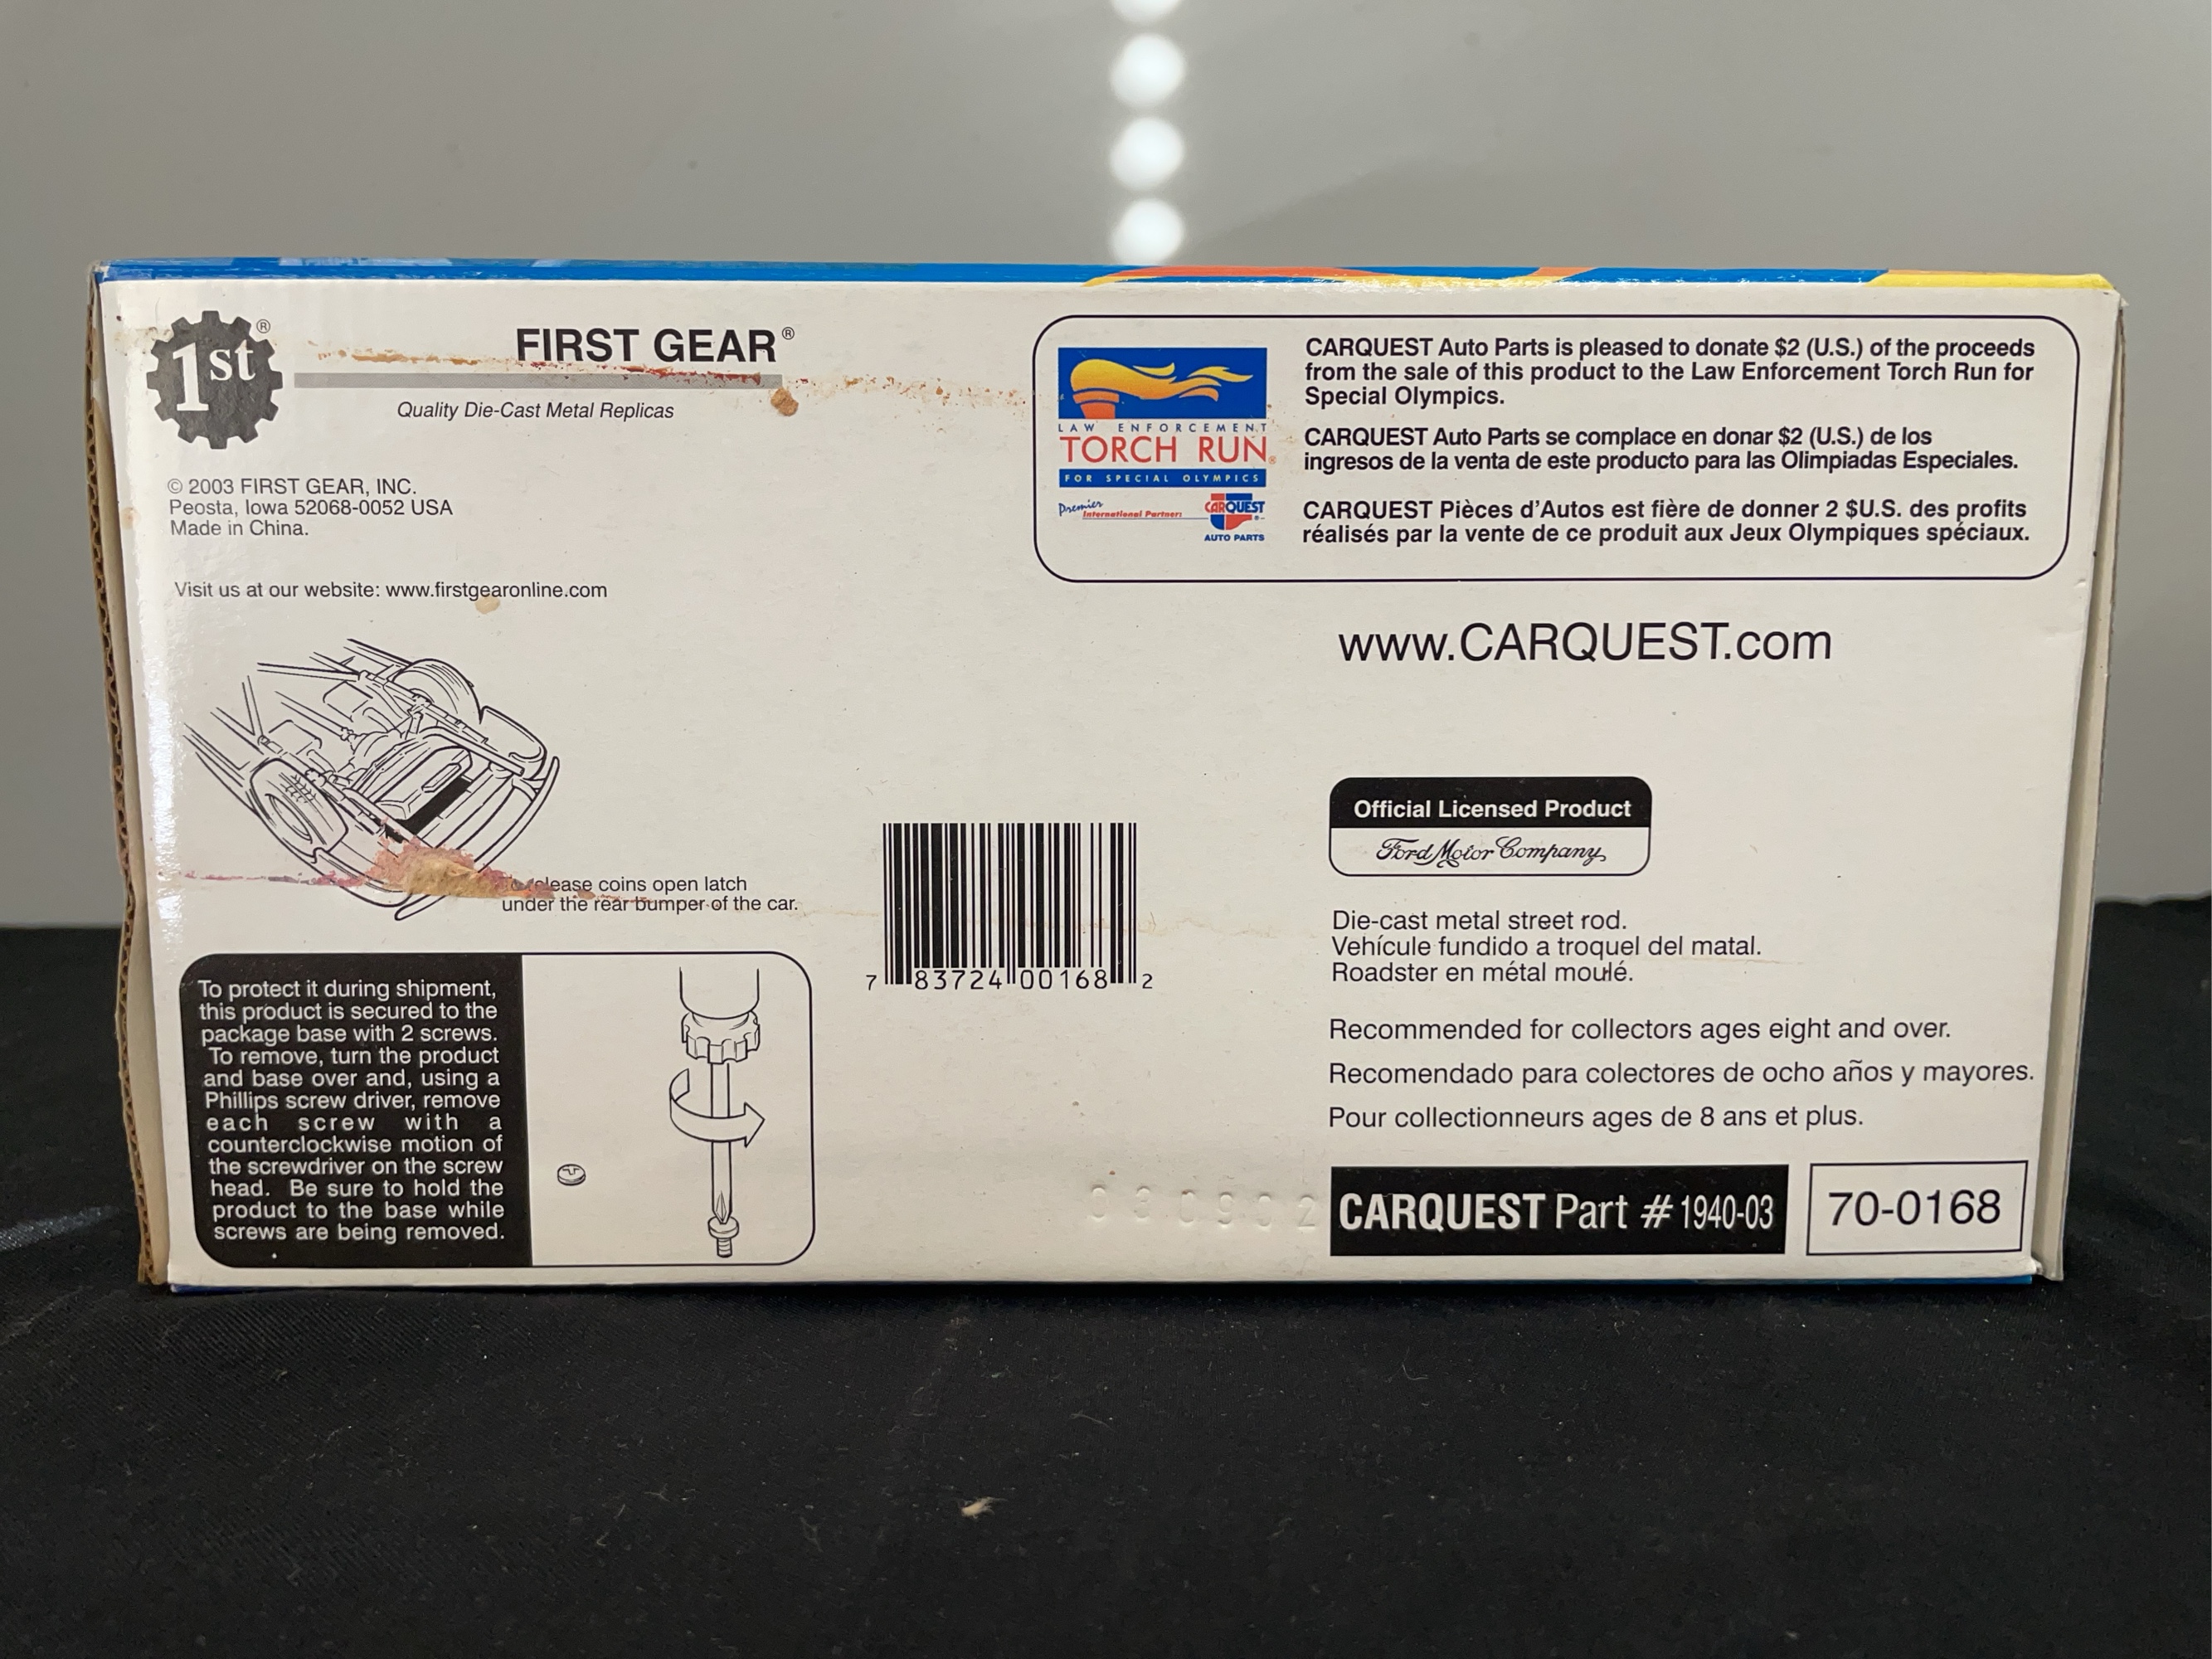 1st®
FIRST GEAR®
Quality Die-Cast Metal Replicas
© 2003 FIRST GEAR, INC.
Peosta, Iowa 52068-0052 USA
Made in China.
Visit us at our website: www.firstgearonline.com
coins open latch
under the rear bumper of the car.
To protect it during shipment,
this product is secured to the
package base with 2 screws.
To remove, turn the product
and base over and, using a
Phillips screw driver, remove
each screw with a
counterclockwise motion of
the screwdriver on the screw
head. Be sure to hold the
product to the base while
screws are being removed.
7 83724 00168 2
LAW ENFORCEMENT
TORCH RUN®
FOR SPECIAL OLYMPICS
Premier
International Partner:
CARQUEST
AUTO PARTS
CARQUEST Auto Parts is pleased to donate $2 (U.S.) of the proceeds
from the sale of this product to the Law Enforcement Torch Run for
Special Olympics.
CARQUEST Auto Parts se complace en donar $2 (U.S.) de los
ingresos de la venta de este producto para las Olimpiadas Especiales.
CARQUEST Pièces d'Autos est fière de donner 2 $U.S. des profits
réalisés par la vente de ce produit aux Jeux Olympiques spéciaux.
www.CARQUEST.com
Official Licensed Product
Ford Motor Company
Die-cast metal street rod.
Vehícule fundido a troquel del matal.
Roadster en métal moulé.
Recommended for collectors ages eight and over.
Recomendado para colectores de ocho años y mayores.
Pour collectionneurs ages de 8 ans et plus.
030902
CARQUEST Part # 1940-03
70-0168